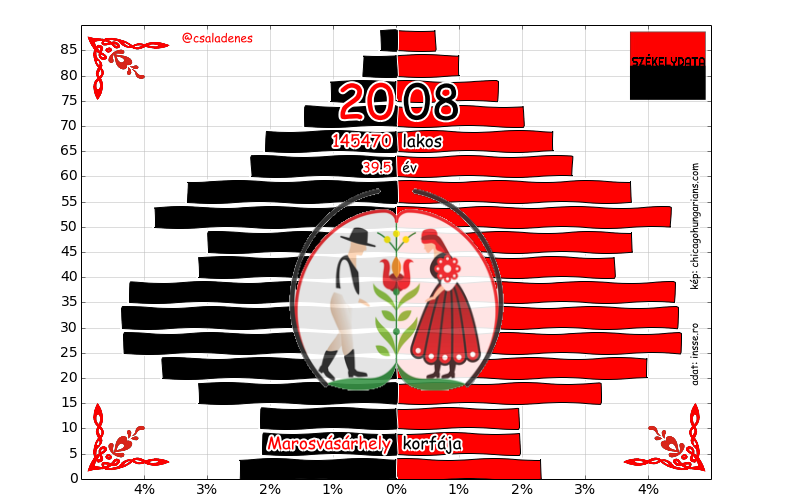 @csaladenes
SZÉKELYDATA
2008
145470 lakos
39.5 év
kép: chicagohungarians.com
adat: insse.ro
Marosvásárhely korfája
85
80
75
70
65
60
55
50
45
40
35
30
25
20
15
10
5
0
4% 3% 2% 1% 0% 1% 2% 3% 4%